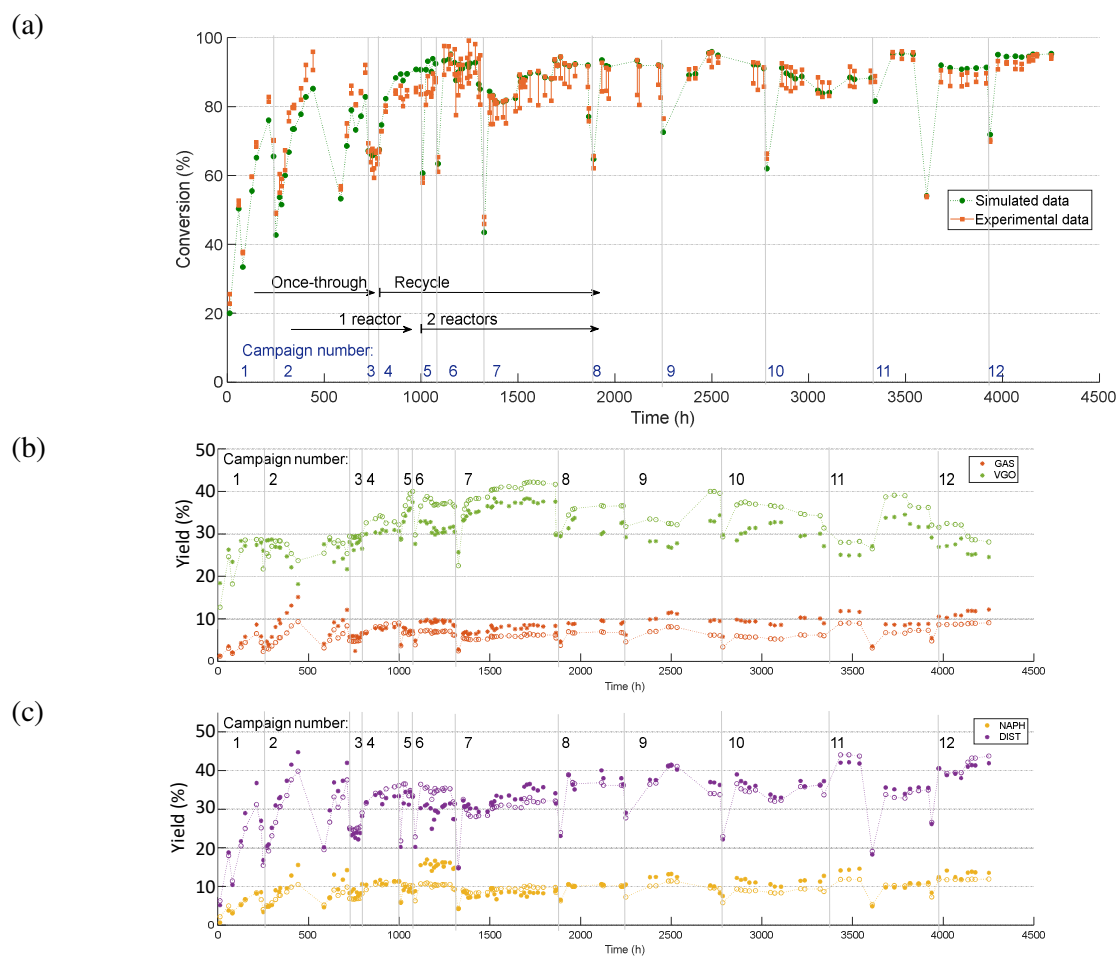 (a)
100
80
60
40
20
0
Conversion (%)
Simulated data
Experimental data
Once-through
Recycle
1 reactor
2 reactors
Campaign number:
1 2 3 4 5 6 7 8 9 10 11 12
0 500 1000 1500 2000 2500 3000 3500 4000 4500
Time (h)
(b)
50
40
30
20
10
0
Yield (%)
Campaign number:
1 2 3 4 5 6 7 8 9 10 11 12
GAS
VGO
0 500 1000 1500 2000 2500 3000 3500 4000 4500
Time (h)
(c)
50
40
30
20
10
0
Yield (%)
Campaign number:
1 2 3 4 5 6 7 8 9 10 11 12
NAPH
DIST
0 500 1000 1500 2000 2500 3000 3500 4000 4500
Time (h)